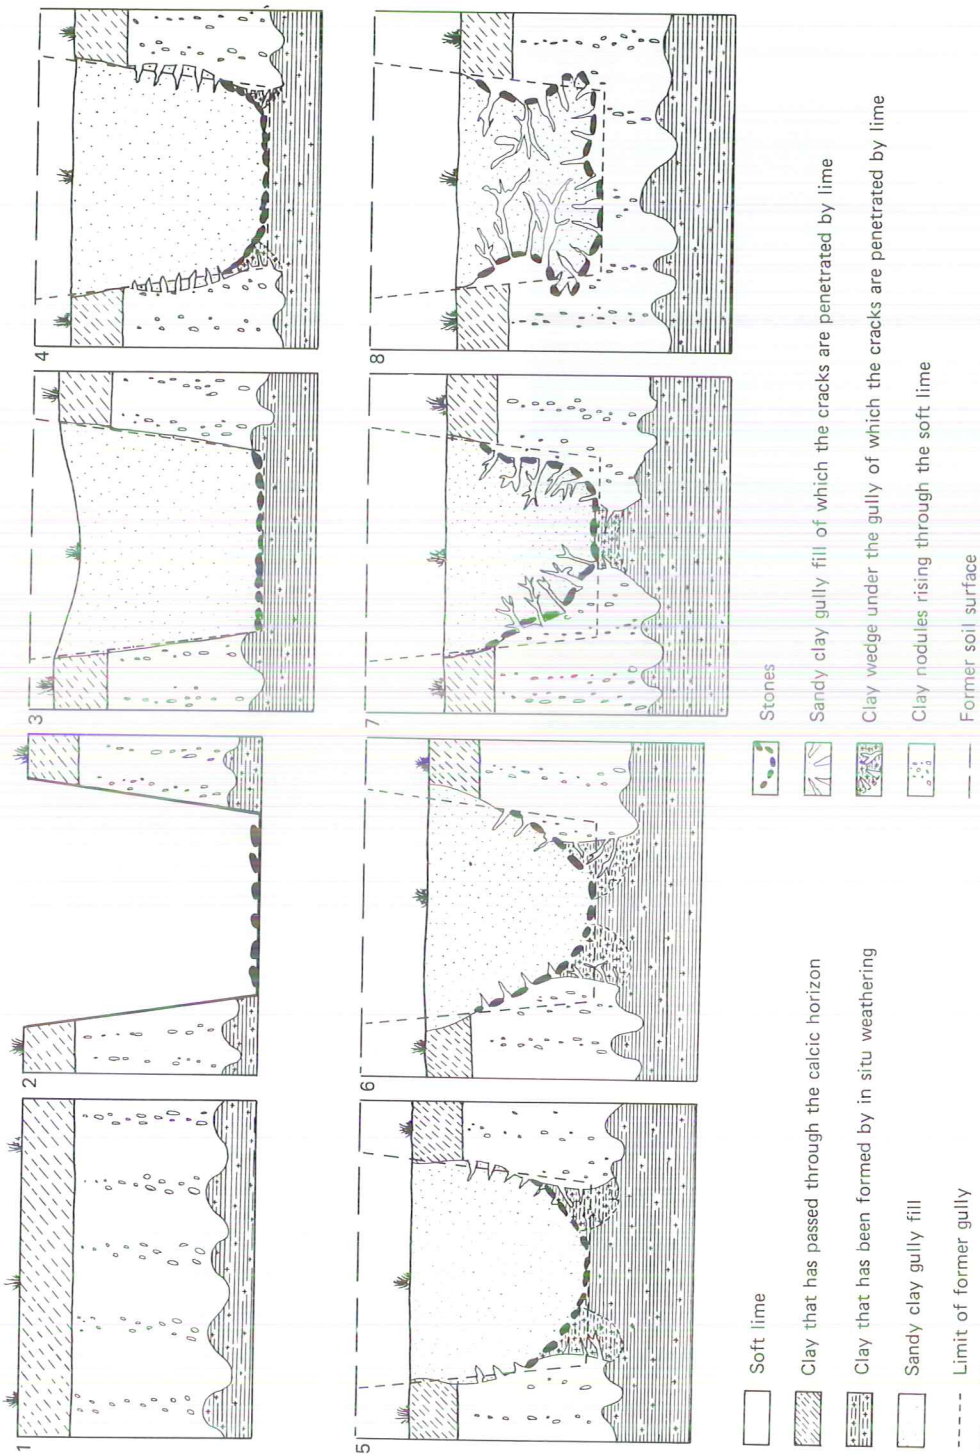 1
2
3
4
5
6
7
8
Soft lime
Clay that has passed through the calcic horizon
Clay that has been formed by in situ weathering
Sandy clay gully fill
Limit of former gully
Stones
Sandy clay gully fill of which the cracks are penetrated by lime
Clay wedge under the gully of which the cracks are penetrated by lime
Clay nodules rising through the soft lime
Former soil surface